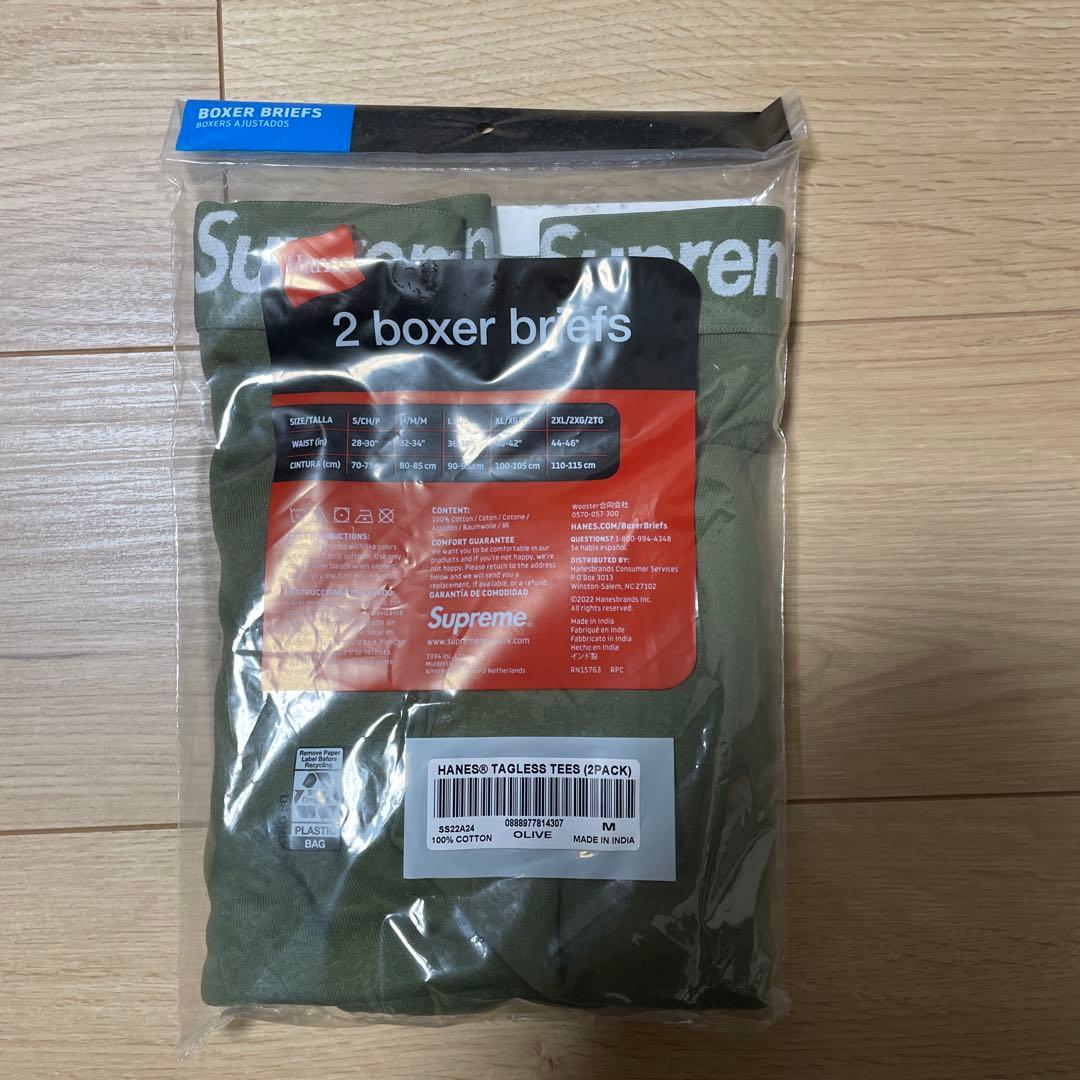 BOXER BRIEFS
BOXERS AJUSTADOS
Supreme
Supreme
Hanes
2 boxer briefs
SIZE/TALLA S/CH/P M/M/M 2XL/2XG/2TG
WAIST (in) 28-30" 32-34" 44-46"
CINTURA (cm) 70-75 cm 80-85 cm 90-95 cm 100-105 cm 110-115 cm
CONTENT:
100% Cotton / Coton / Cotone /
Algodón / Baumwolle / Mi
COMFORT GUARANTEE
We want you to be comfortable in our
products and if you're not happy, we're
not happy. Please return to the address
below and we will send you a
replacement, if available, or a refund.
GARANTÍA DE COMODIDAD
Supreme
1994 Inc.
Netherlands
Wooster合同会社
0570-057-300
HANES.COM/BoxerBriefs
QUESTIONS? 1-800-994-4348
Se habla español.
DISTRIBUTED BY:
Hanesbrands Consumer Services
P.O Box 3013
Winston-Salem, NC 27102
©2022 Hanesbrands Inc.
All rights reserved.
Made in India
Fabriqué en Inde
Fabbricato in India
Hecho en India
インド製
RN15763 RPC
Remove Paper
Label Before
Recycling
PLASTIC
BAG
HANES® TAGLESS TEES (2PACK)
SS22A24 0888977814307 M
100% COTTON OLIVE MADE IN INDIA